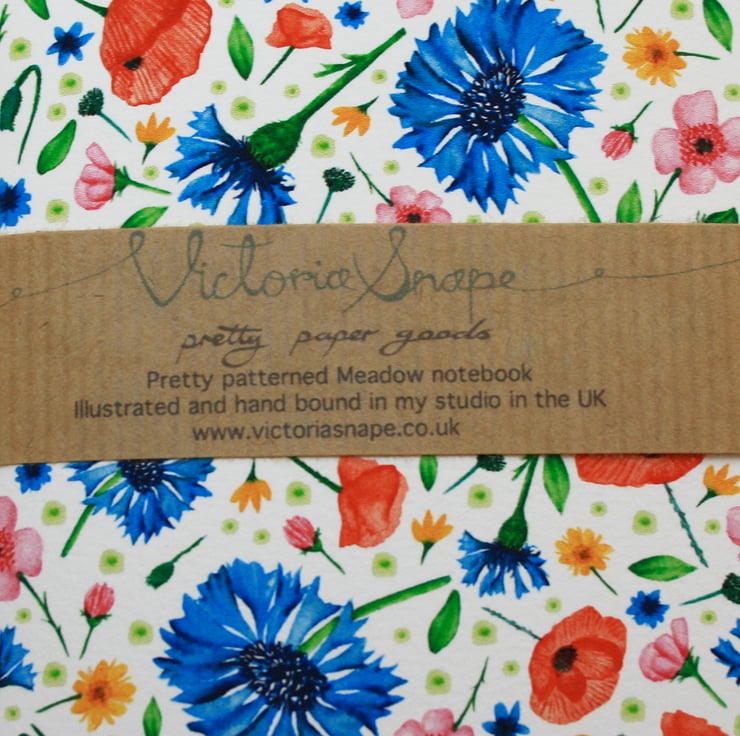 Victoria Snape
pretty paper goods
Pretty patterned Meadow notebook
Illustrated and hand bound in my studio in the UK
www.victoriasnape.co.uk